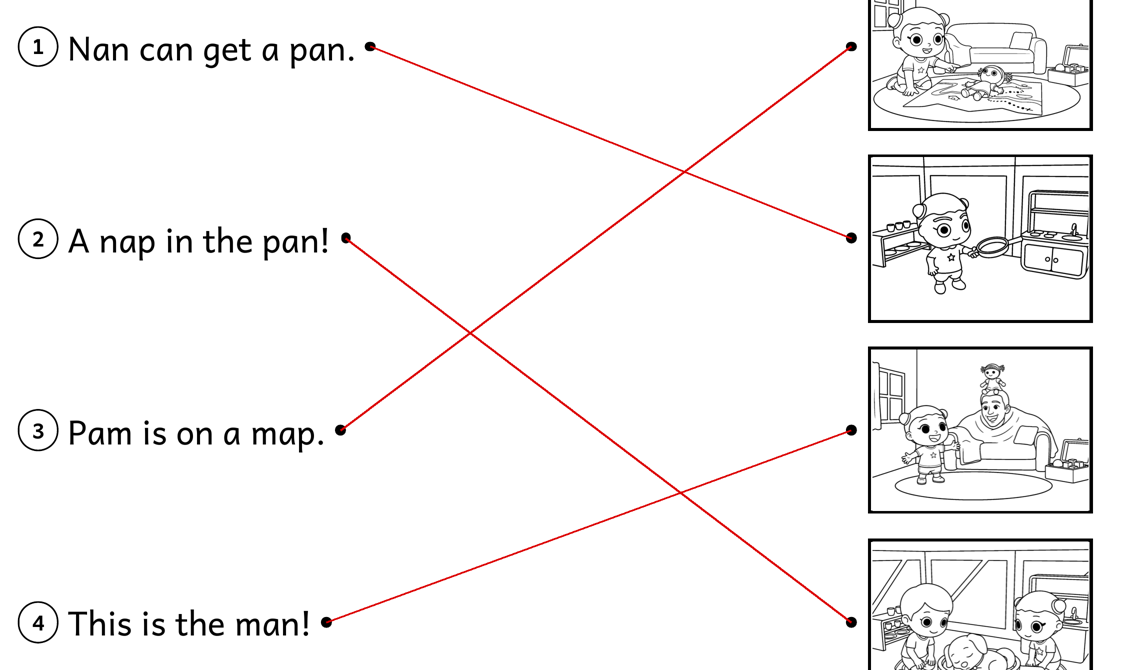 1 Nan can get a pan.
2 A nap in the pan!
3 Pam is on a map.
4 This is the man!